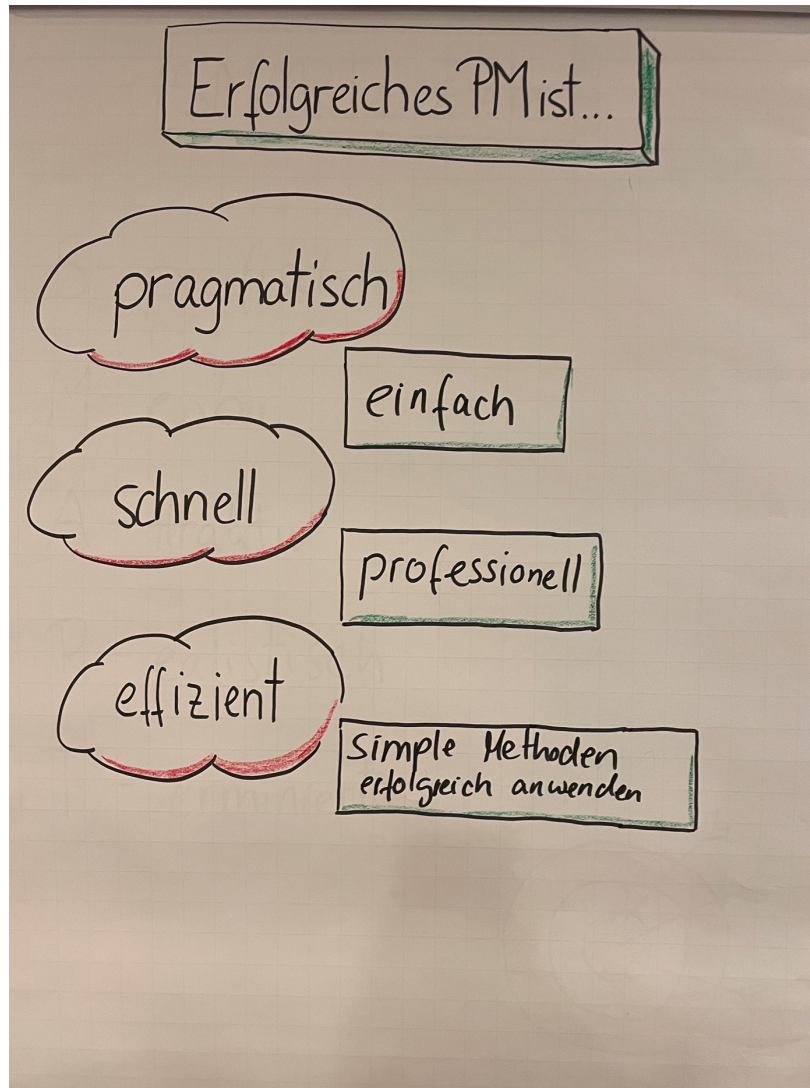 Erfolgreiches PM ist...
pragmatisch
einfach
schnell
professionell
effizient
simple Methoden
erfolgreich anwenden